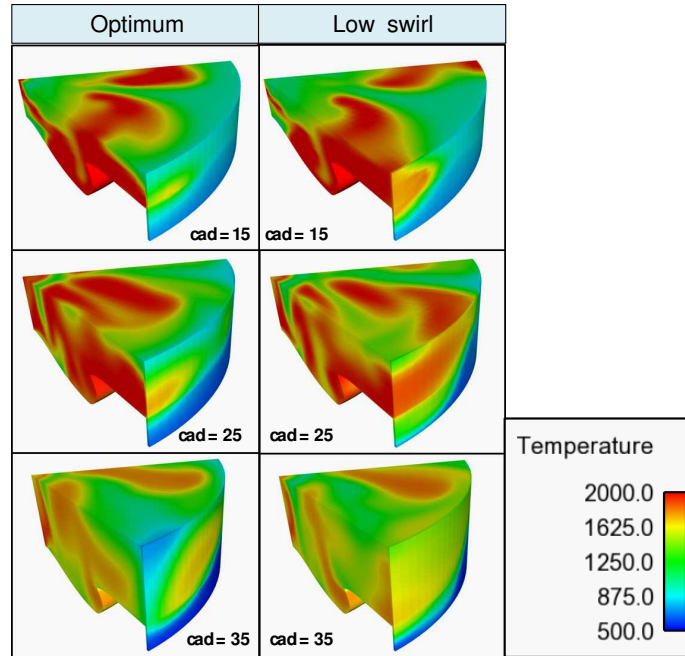 Optimum Low swirl
cad = 15 cad = 15
cad = 25 cad = 25
cad = 35 cad = 35
Temperature
2000.0
1625.0
1250.0
875.0
500.0